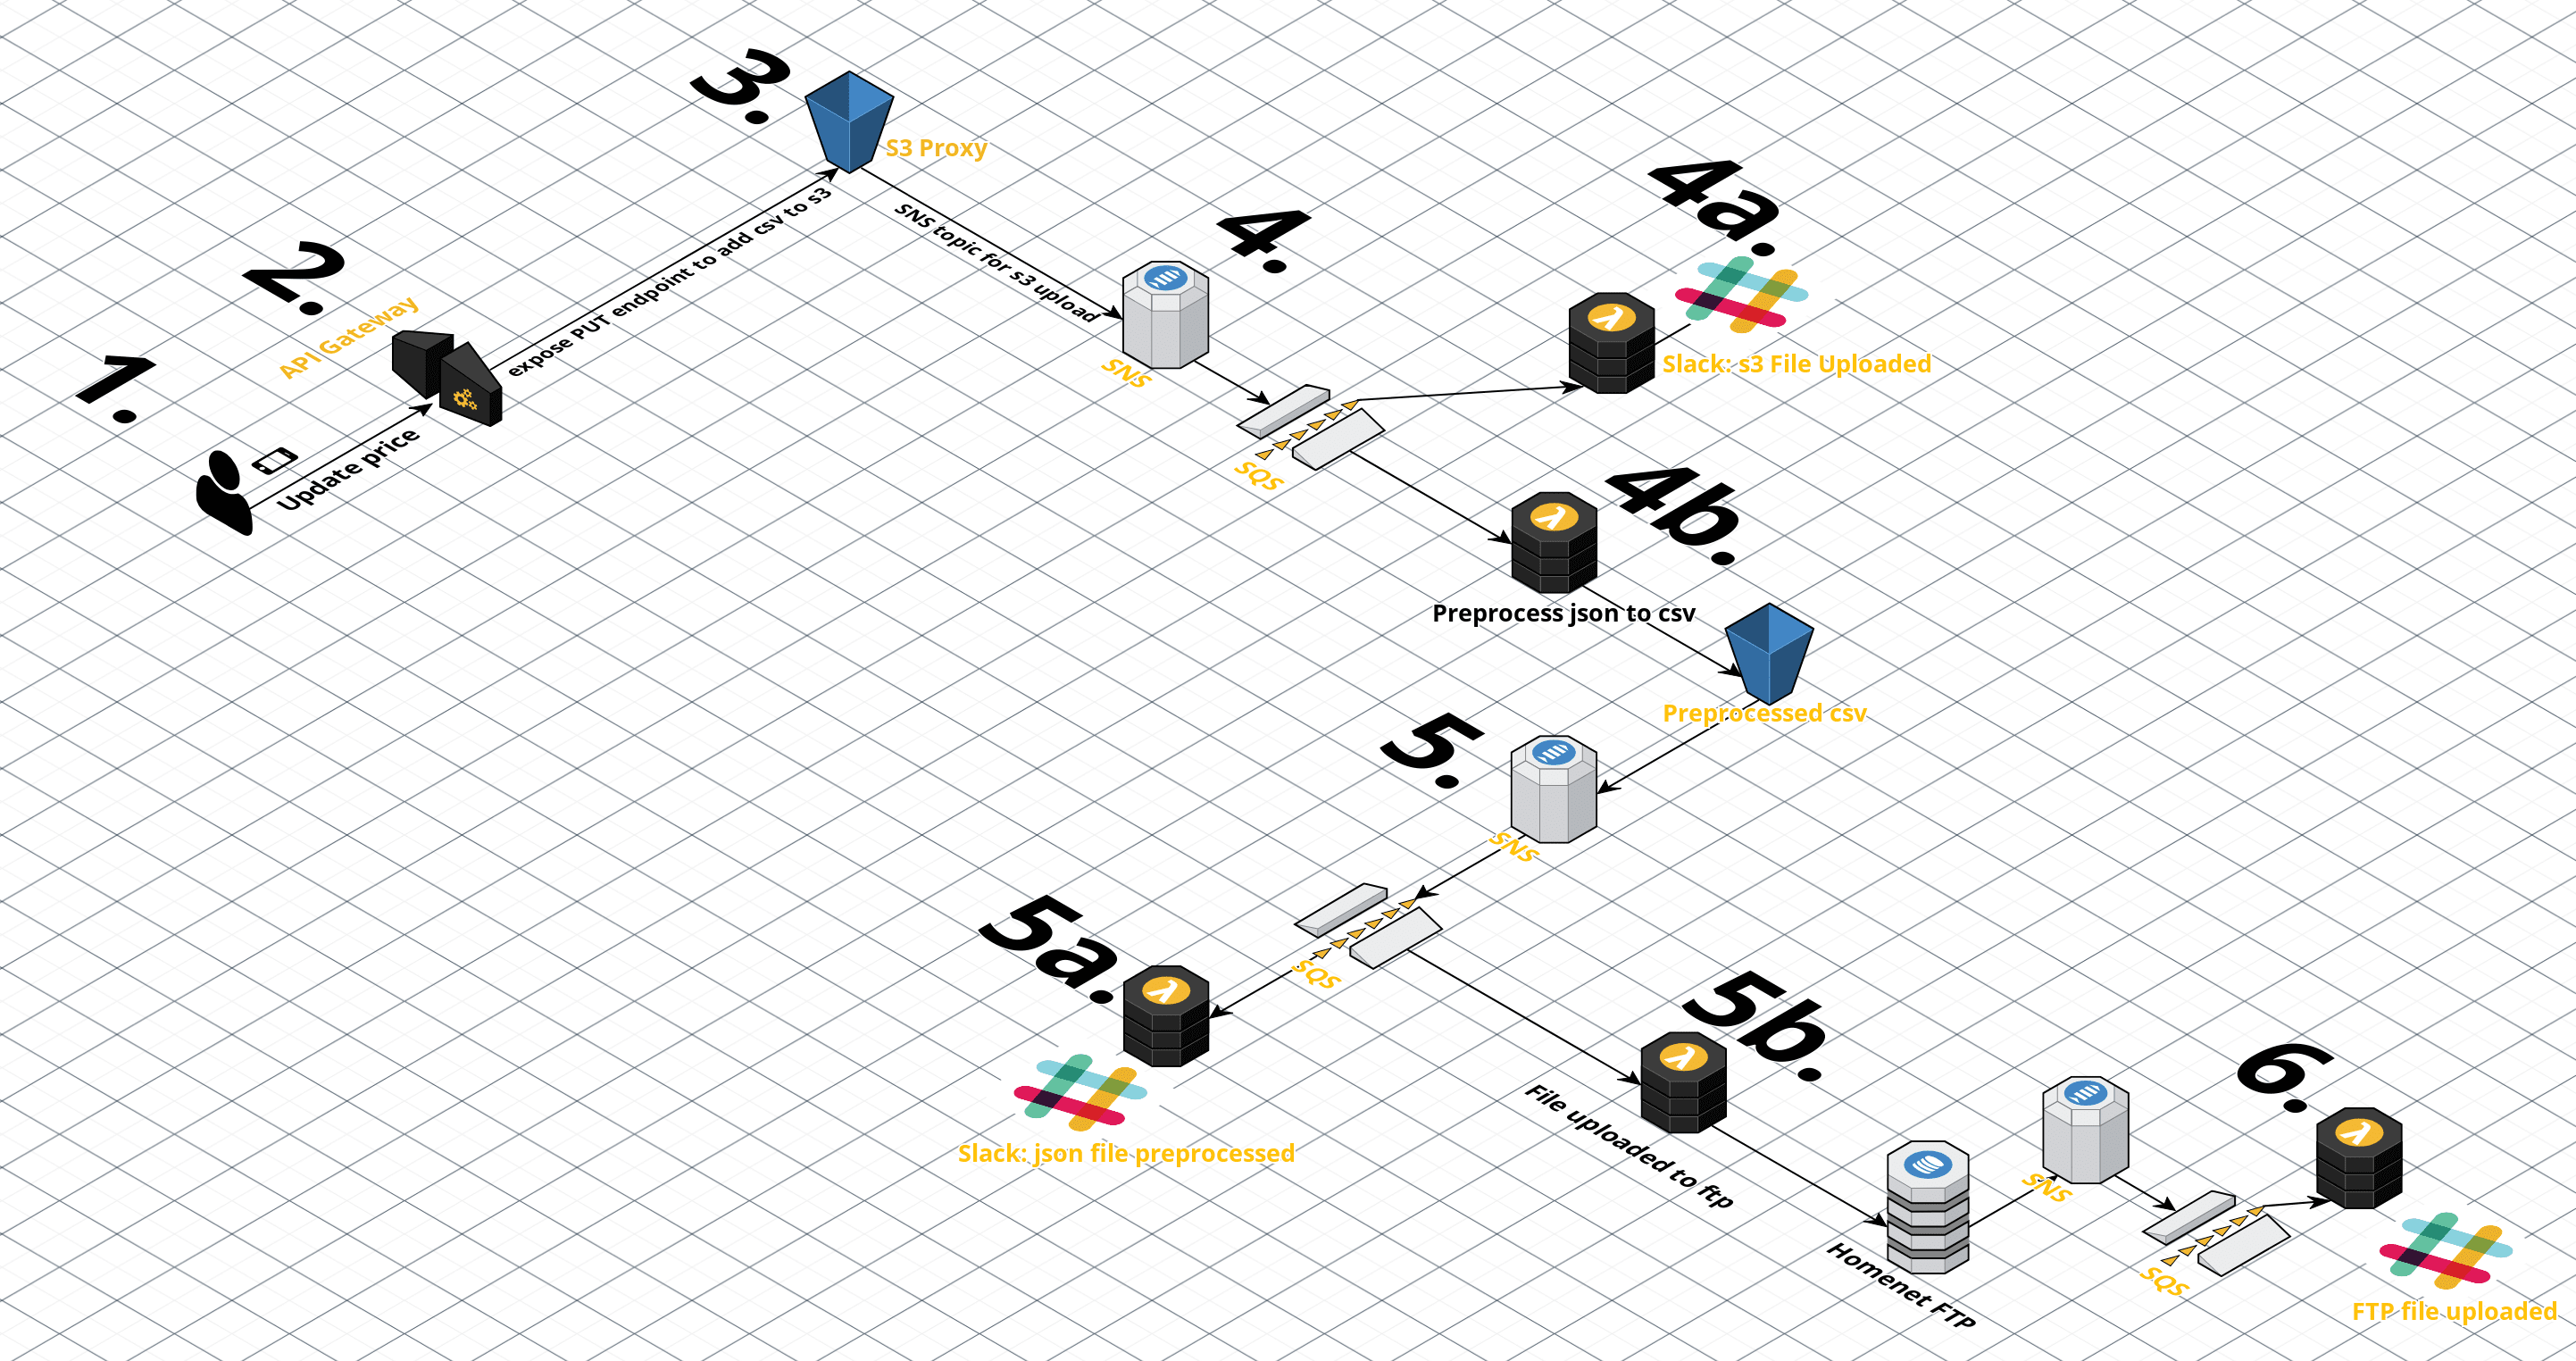 1.
Update price
2.
API Gateway
expose PUT endpoint to add csv to s3
3.
S3 Proxy
SNS topic for s3 upload
4.
SNS
SQS
4a.
Slack: s3 File Uploaded
4b.
Preprocess json to csv
Preprocessed csv
5.
SNS
SQS
5a.
Slack: json file preprocessed
5b.
File uploaded to ftp
Homenet FTP
SNS
SQS
6.
FTP file uploaded